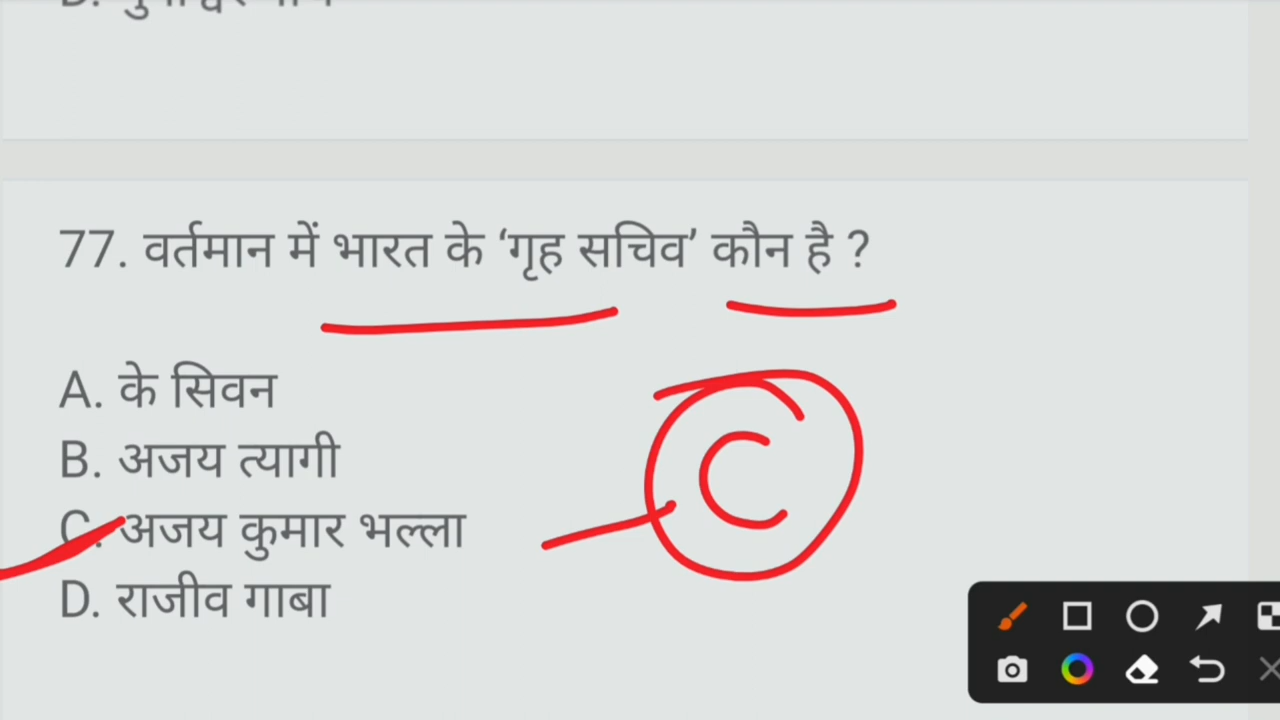 77. वर्तमान में भारत के ‘गृह सचिव’ कौन है ?
A. के सिवन
B. अजय त्यागी
C. अजय कुमार भल्ला
C
D. राजीव गाबा